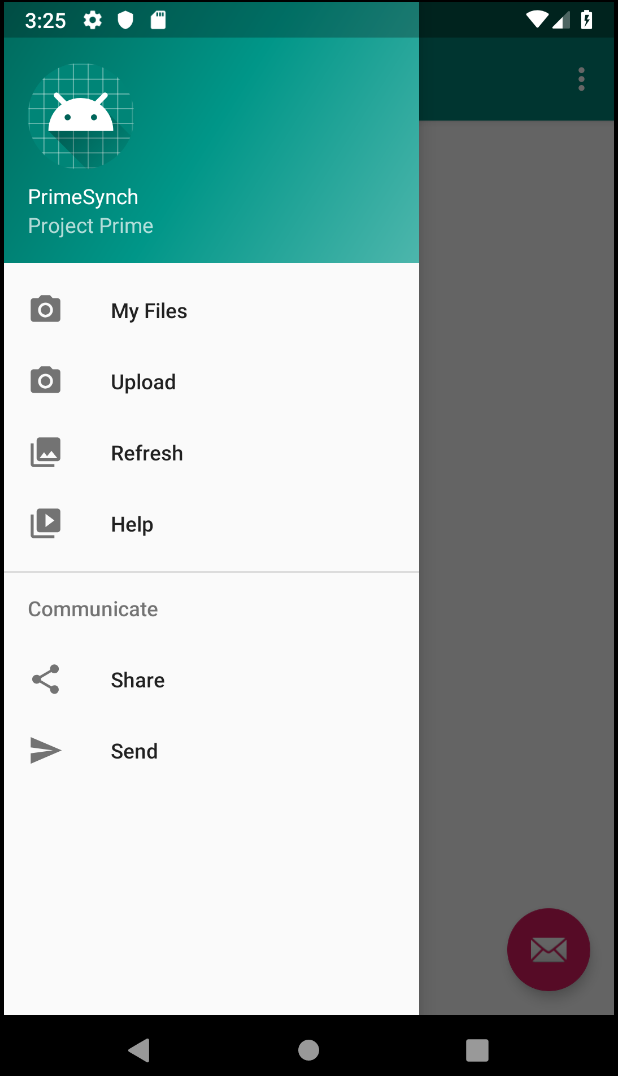 3:25
PrimeSynch
Project Prime
My Files
Upload
Refresh
Help
Communicate
Share
Send